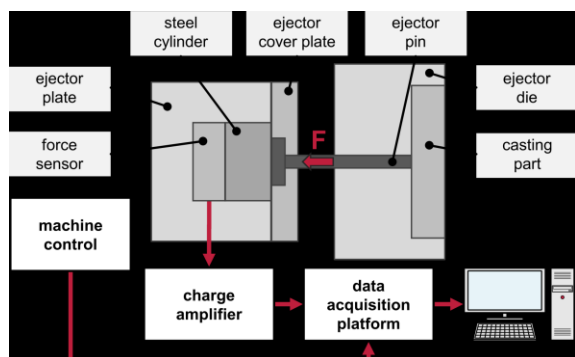 steel
cylinder
ejector
cover plate
ejector
pin
ejector
plate
ejector
die
force
sensor
F
casting
part
machine
control
charge
amplifier
data
acquisition
platform